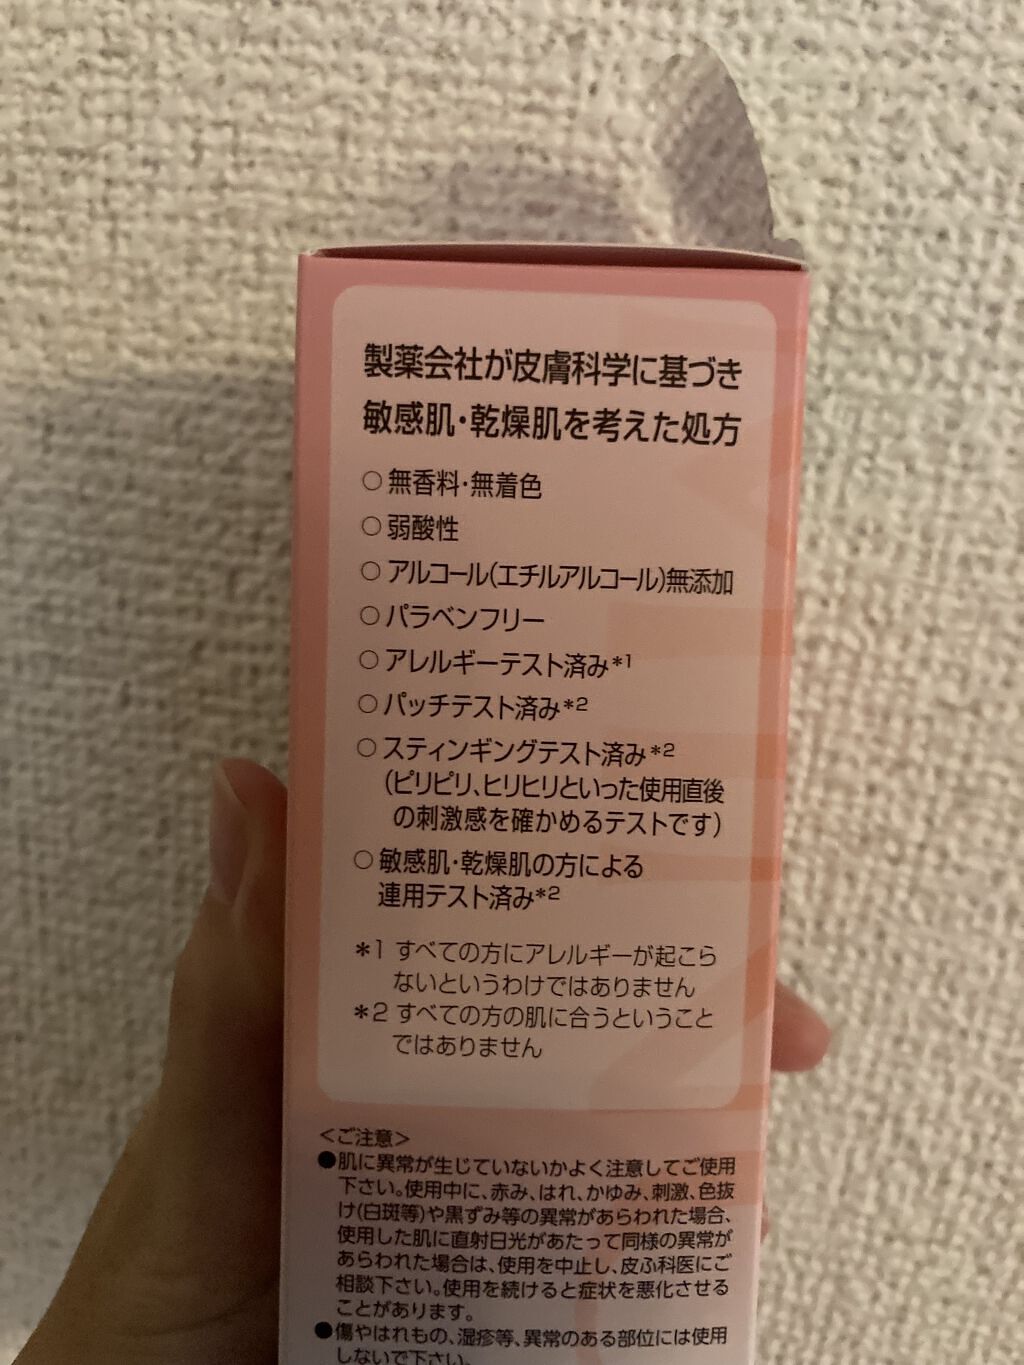 製薬会社が皮膚科学に基づき
敏感肌・乾燥肌を考えた処方
○ 無香料・無着色
○ 弱酸性
○ アルコール(エチルアルコール)無添加
○ パラベンフリー
○ アレルギーテスト済み*1
○ パッチテスト済み*2
○ スティンギングテスト済み*2
(ピリピリ、ヒリヒリといった使用直後
の刺激感を確かめるテストです)
○ 敏感肌・乾燥肌の方による
連用テスト済み*2
*1 すべての方にアレルギーが起こら
ないというわけではありません
*2 すべての方の肌に合うということ
ではありません
<ご注意>
●肌に異常が生じていないかよく注意してご使用
下さい。使用中に、赤み、はれ、かゆみ、刺激、色抜
け(白斑等)や黒ずみ等の異常があらわれた場合、
使用した肌に直射日光があたって同様の異常が
あらわれた場合は、使用を中止し、皮ふ科医にご
相談下さい。使用を続けると症状を悪化させる
ことがあります。
●傷やはれもの、湿疹等、異常のある部位には使用
しないで下さい。